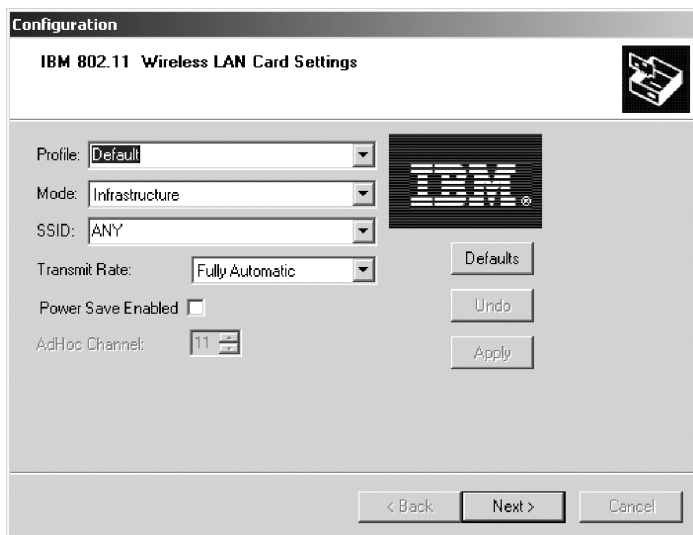 Configuration
IBM 802.11 Wireless LAN Card Settings
Profile: Default
IBM®
Mode: Infrastructure
SSID: ANY
Defaults
Transmit Rate: Fully Automatic
Power Save Enabled
Undo
AdHoc Channel: 11
Apply
< Back
Next >
Cancel